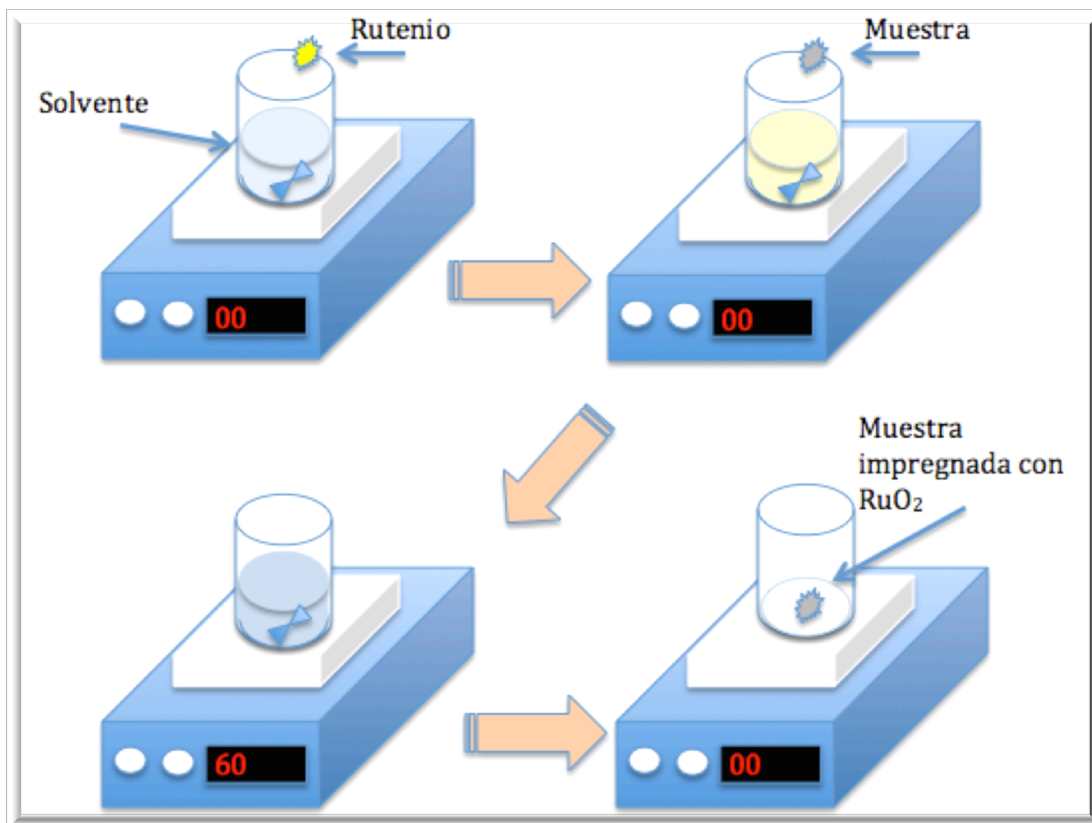 Rutenio
Muestra
Solvente
00
00
Muestra
impregnada con
RuO₂
60
00